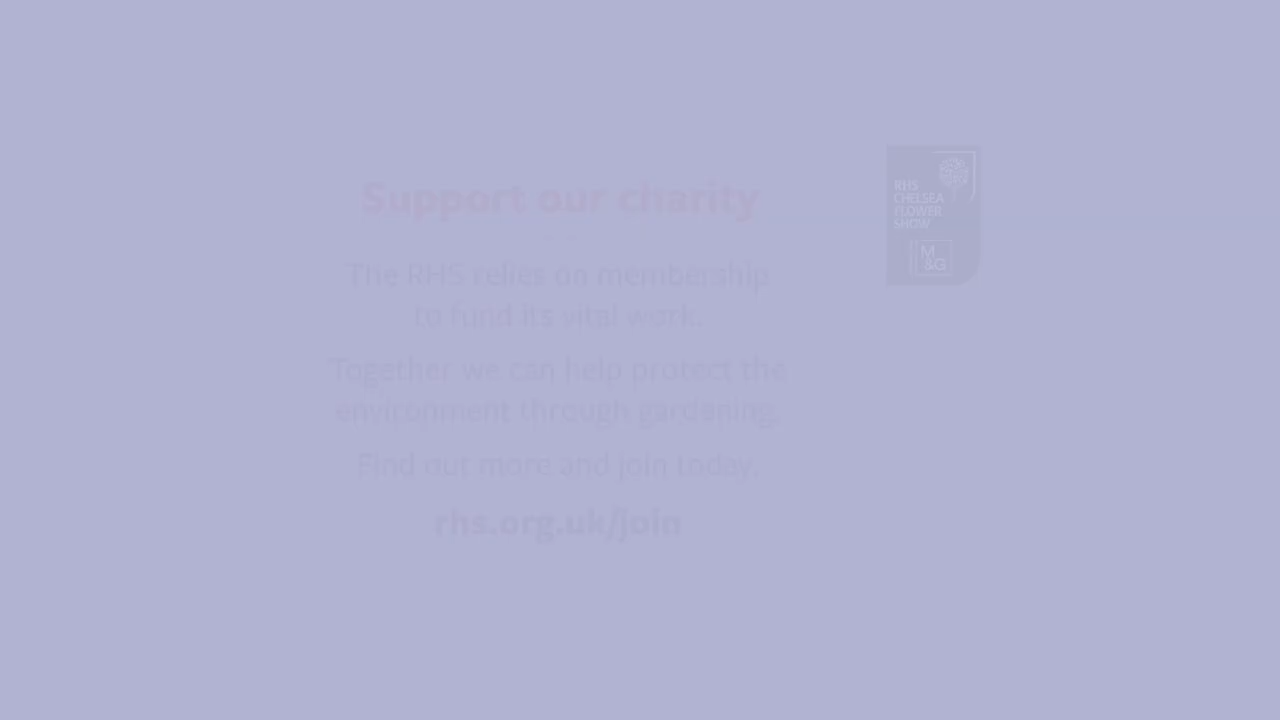 Support our charity
The RHS relies on membership
to fund its vital work.
Together we can help protect the
environment through gardening.
Find out more and join today.
rhs.org.uk/join
RHS
CHELSEA
FLOWER
SHOW
M
&G